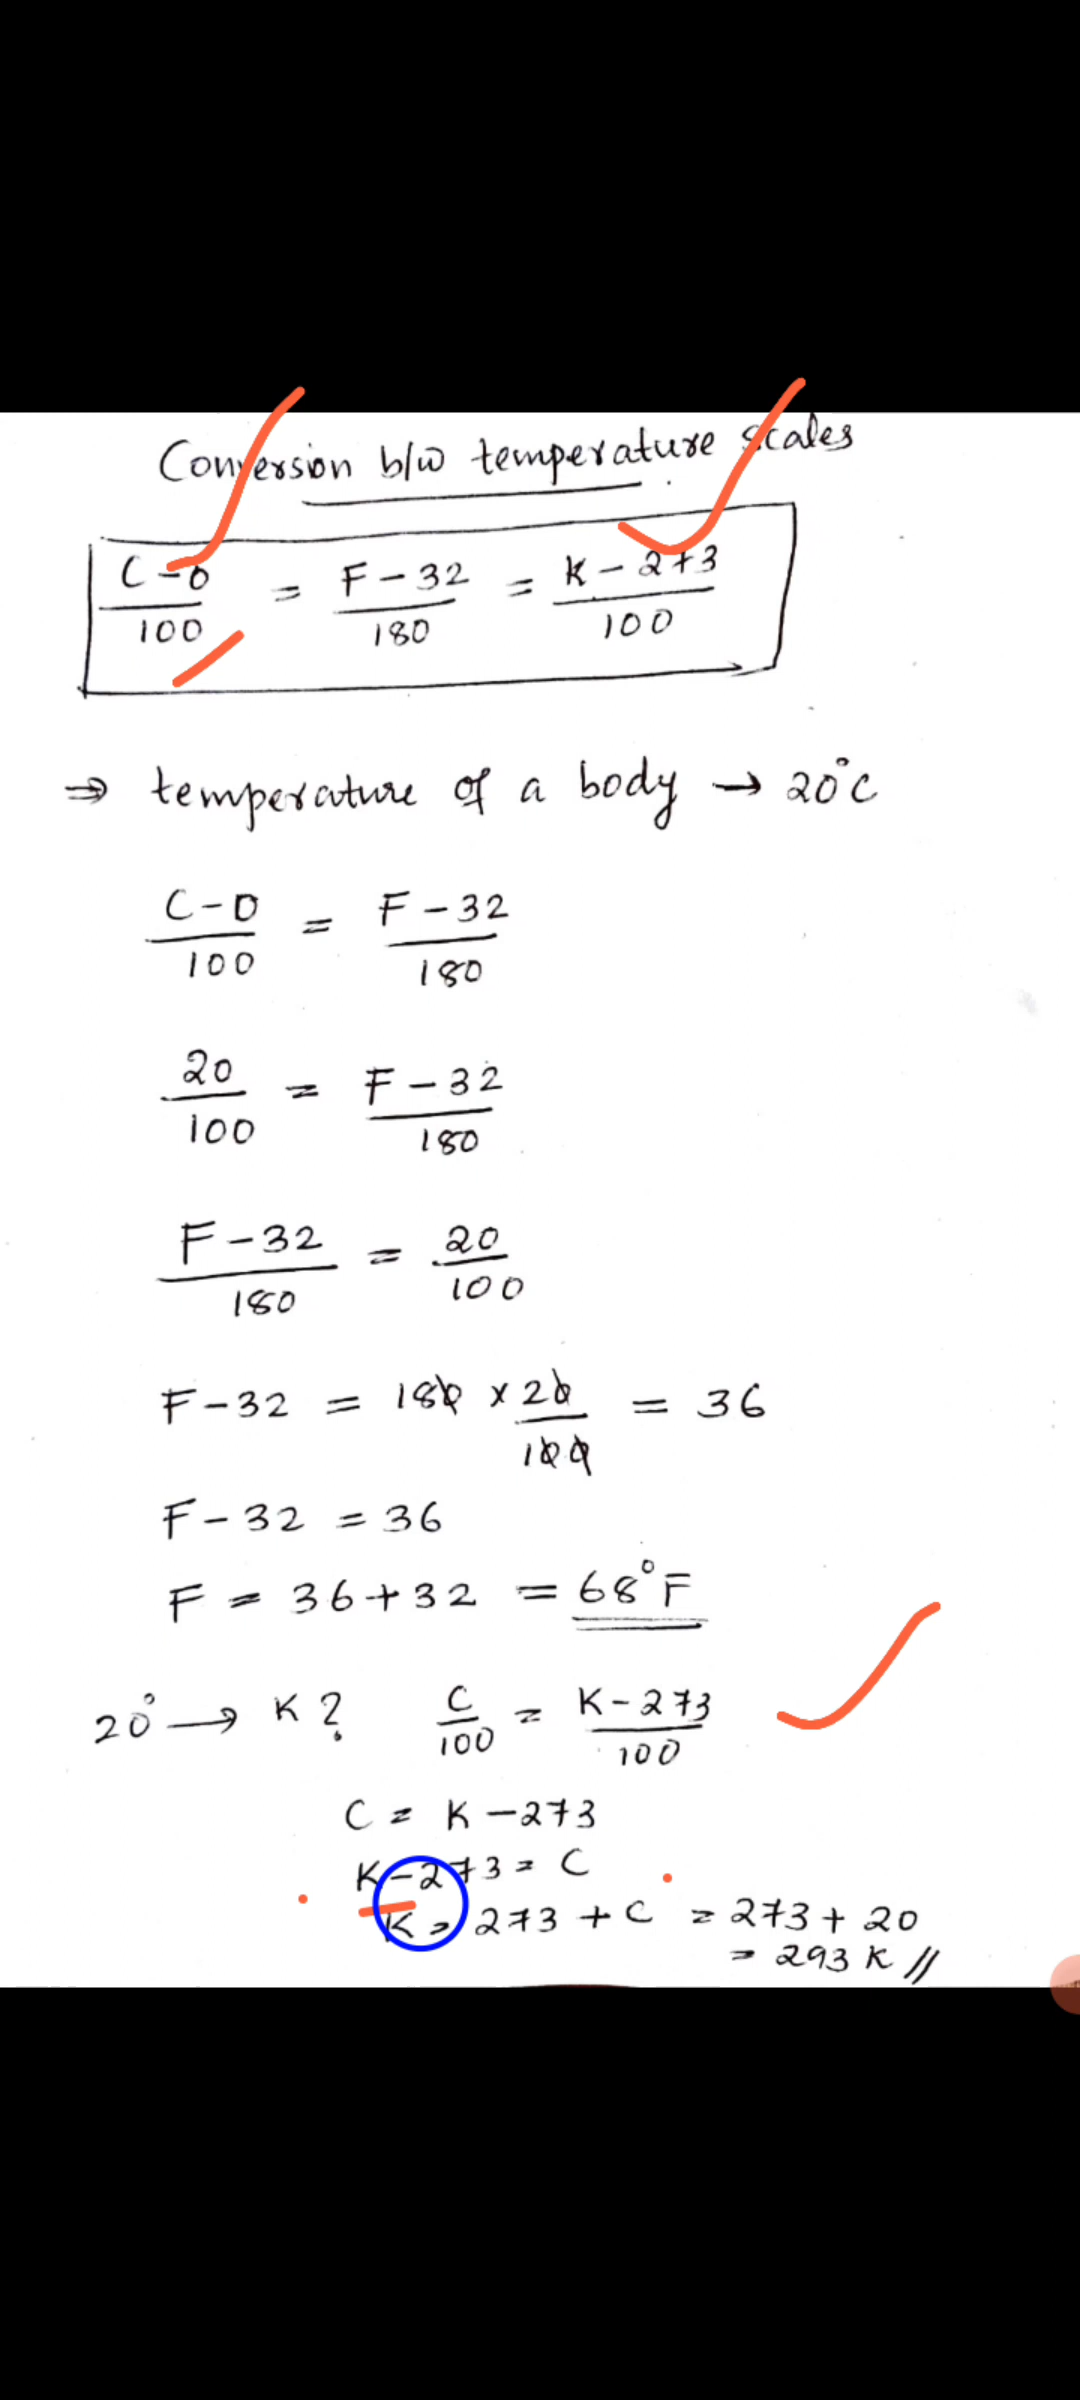 Conversion b/w temperature scales
C-0/100 = F-32/180 = K-273/100
⇒ temperature of a body → 20°C
C-0/100 = F-32/180
20/100 = F-32/180
F-32/180 = 20/100
F-32 = 180 × 20/100 = 36
F-32 = 36
F = 36+32 = 68°F
20° → K? C/100 = K-273/100
C = K-273
K-273 = C
K = 273 + C = 273 + 20
= 293 K //